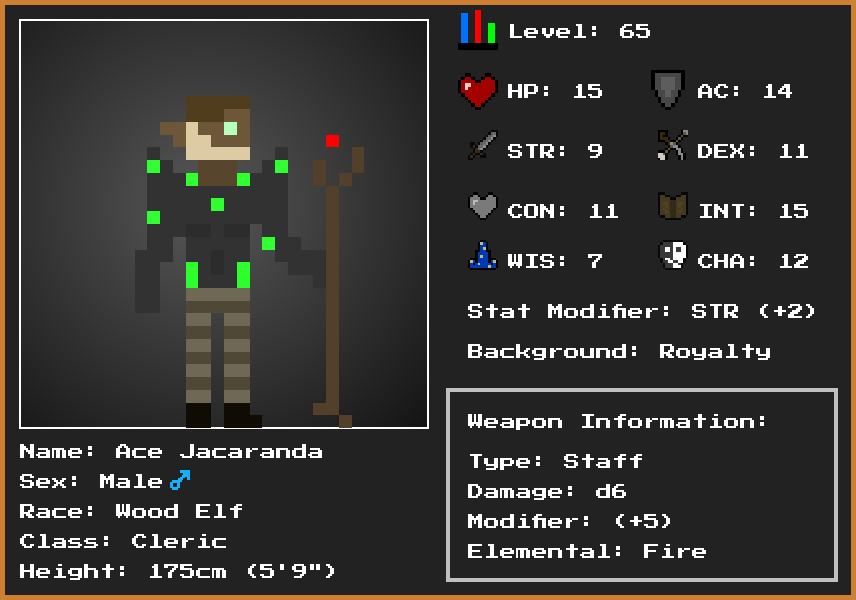 Level: 65
HP: 15 AC: 14
STR: 9 DEX: 11
CON: 11 INT: 15
WIS: 7 CHA: 12
Stat Modifier: STR (+2)
Background: Royalty
Weapon Information:
Type: Staff
Damage: d6
Modifier: (+5)
Elemental: Fire
Name: Ace Jacaranda
Sex: Male ♂
Race: Wood Elf
Class: Cleric
Height: 175cm (5'9")